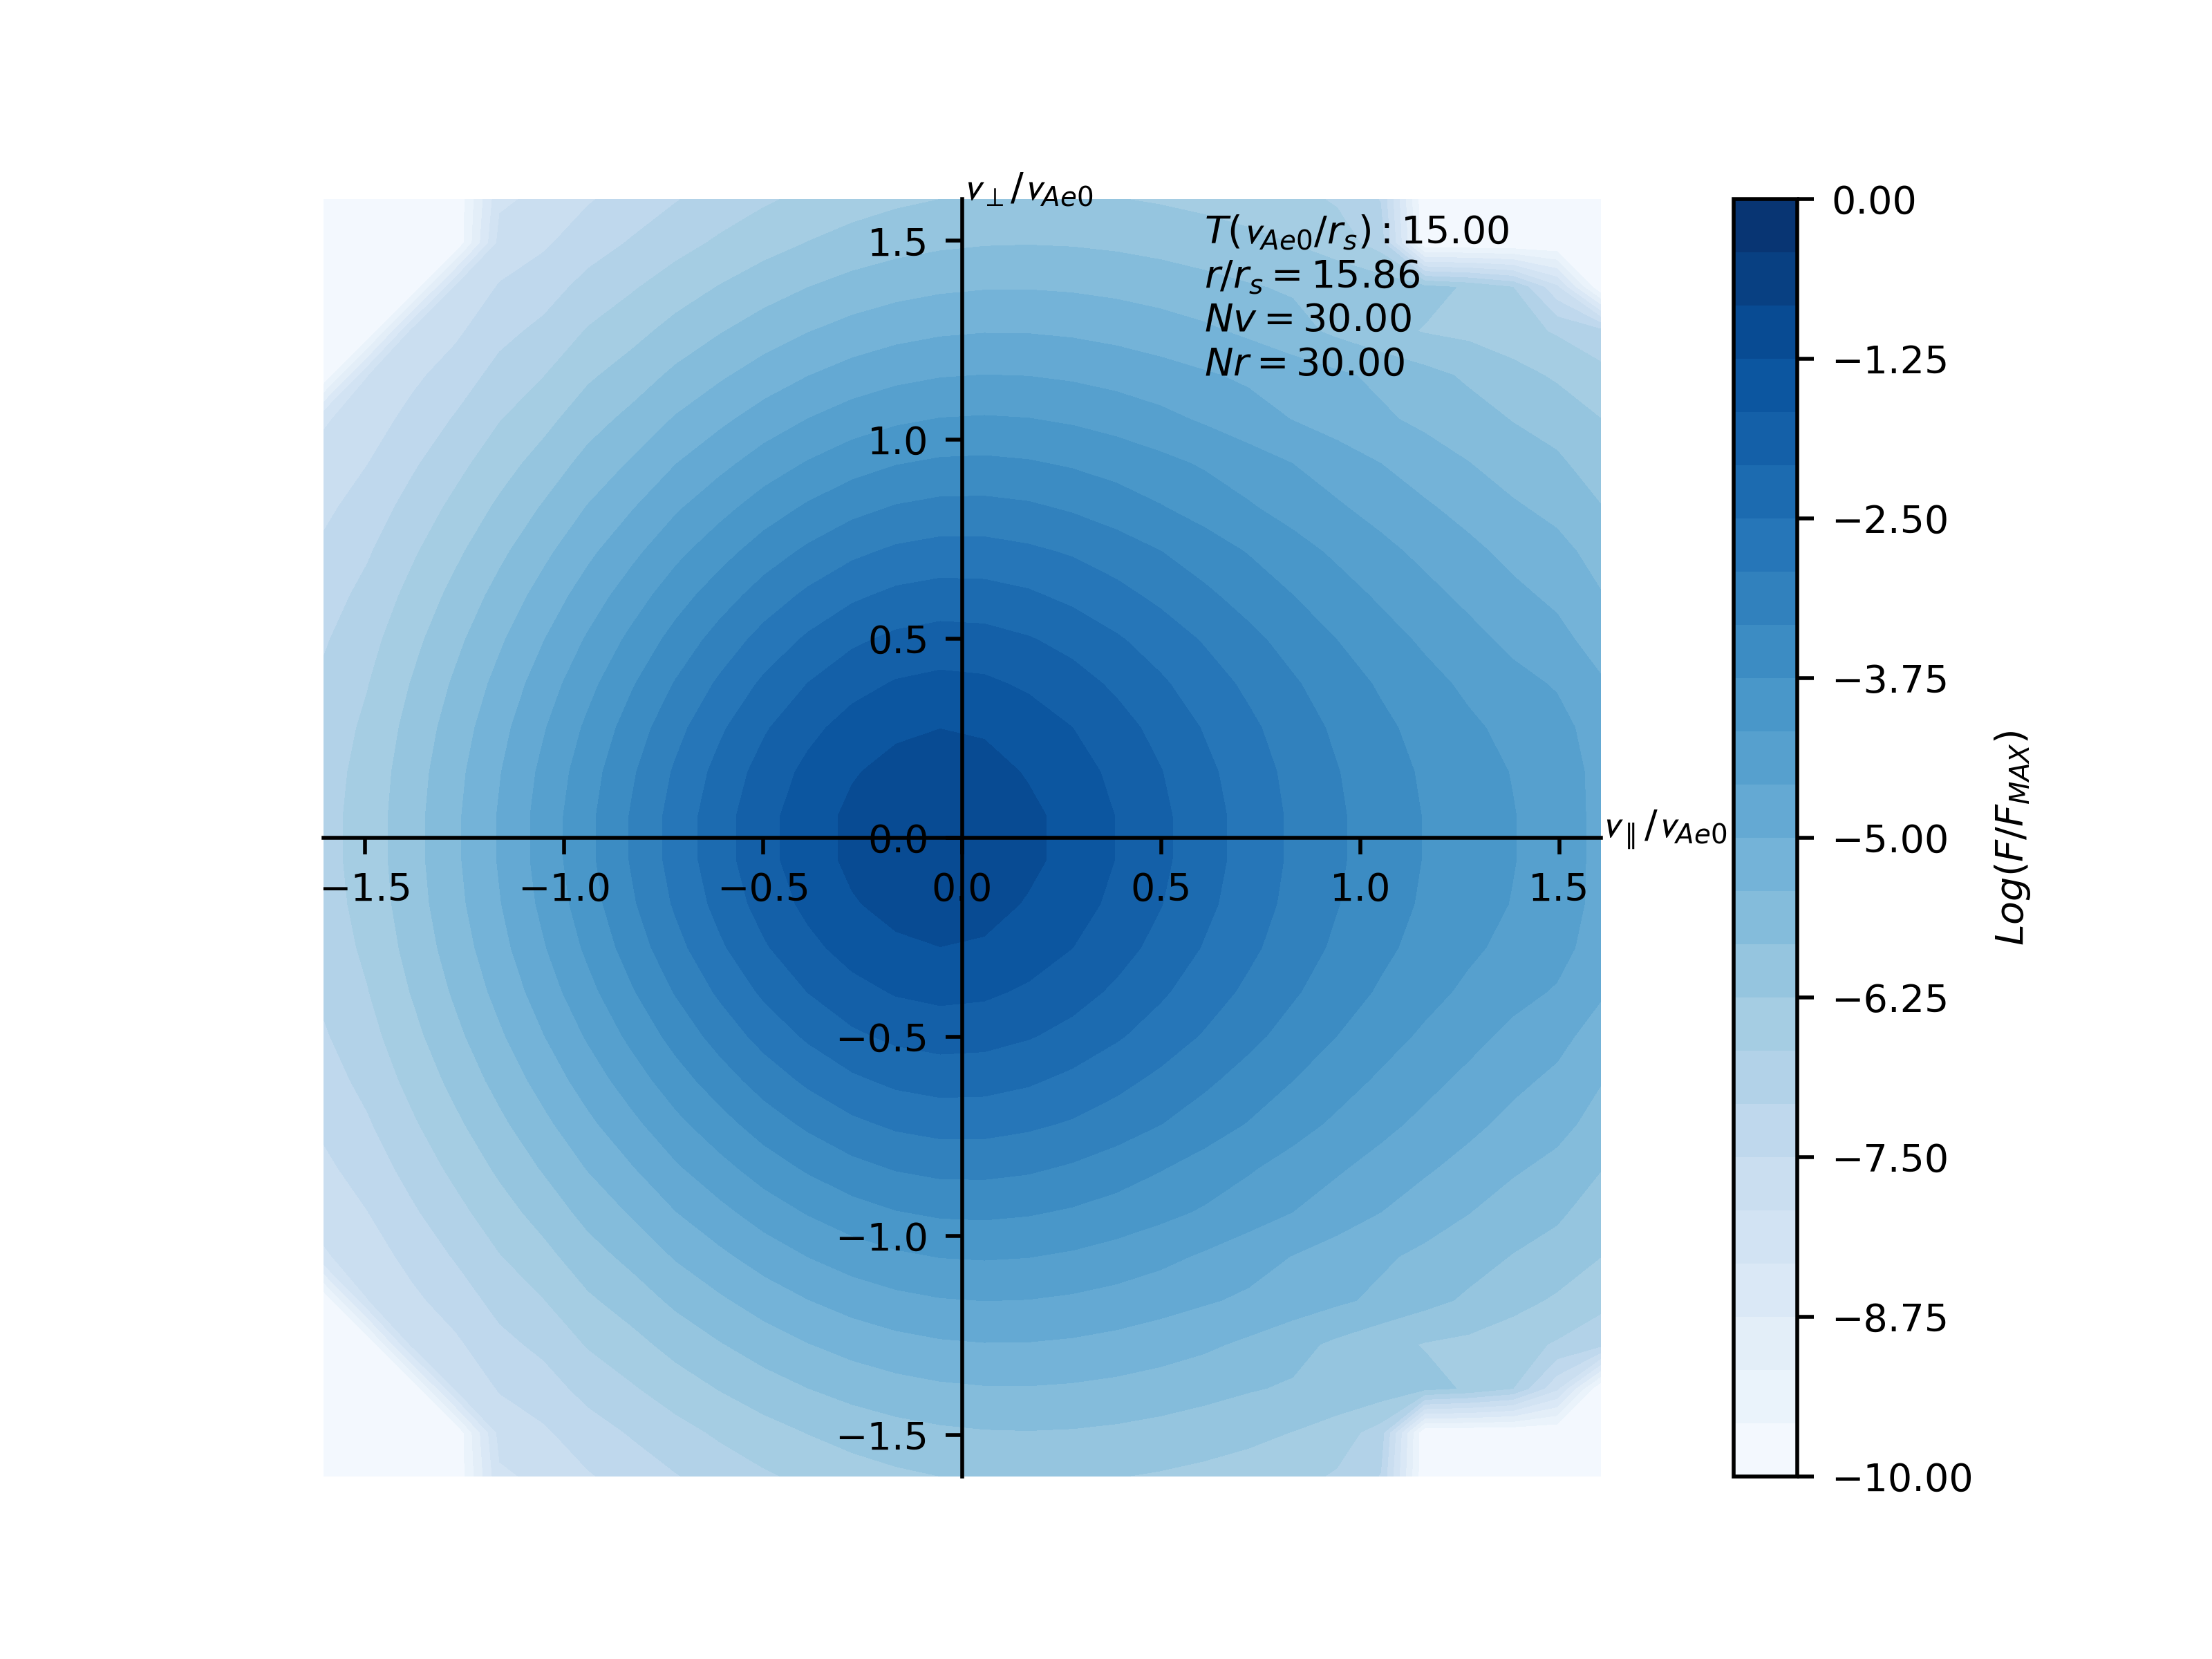 v⊥/vAe0
T(vAe0/rs) : 15.00
r/rs = 15.86
Nv = 30.00
Nr = 30.00
1.5
1.0
0.5
0.0
−0.5
−1.0
−1.5
−1.5 −1.0 −0.5 0.0 0.5 1.0 1.5
v∥/vAe0
0.00
−1.25
−2.50
−3.75
−5.00
−6.25
−7.50
−8.75
−10.00
Log(F/FMAX)